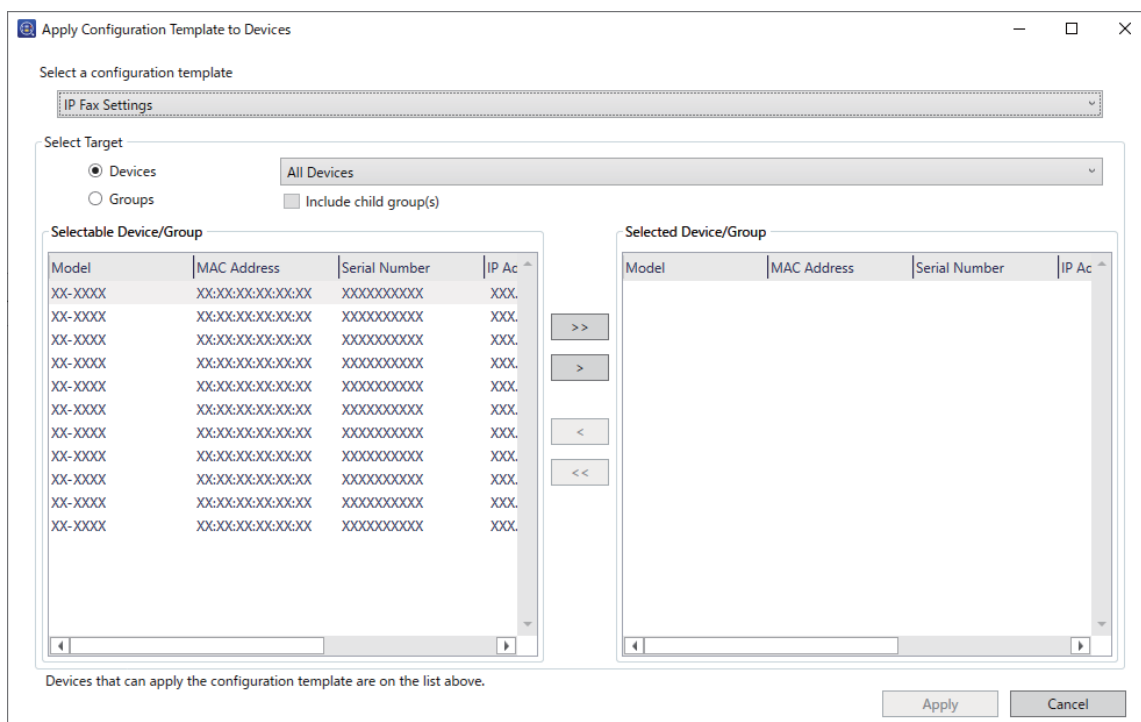 Apply Configuration Template to Devices
Select a configuration template
IP Fax Settings
Select Target
Devices
All Devices
Groups
Include child group(s)
Selectable Device/Group
Selected Device/Group
Model MAC Address Serial Number IP Ac
Model MAC Address Serial Number IP Ac
XX-XXXX XX:XX:XX:XX:XX:XX XXXXXXXXXX XXX.
XX-XXXX XX:XX:XX:XX:XX:XX XXXXXXXXXX XXX.
XX-XXXX XX:XX:XX:XX:XX:XX XXXXXXXXXX XXX.
XX-XXXX XX:XX:XX:XX:XX:XX XXXXXXXXXX XXX.
XX-XXXX XX:XX:XX:XX:XX:XX XXXXXXXXXX XXX.
XX-XXXX XX:XX:XX:XX:XX:XX XXXXXXXXXX XXX.
XX-XXXX XX:XX:XX:XX:XX:XX XXXXXXXXXX XXX.
XX-XXXX XX:XX:XX:XX:XX:XX XXXXXXXXXX XXX.
XX-XXXX XX:XX:XX:XX:XX:XX XXXXXXXXXX XXX.
XX-XXXX XX:XX:XX:XX:XX:XX XXXXXXXXXX XXX.
XX-XXXX XX:XX:XX:XX:XX:XX XXXXXXXXXX XXX.
>>
>
<
<<
Devices that can apply the configuration template are on the list above.
Apply
Cancel